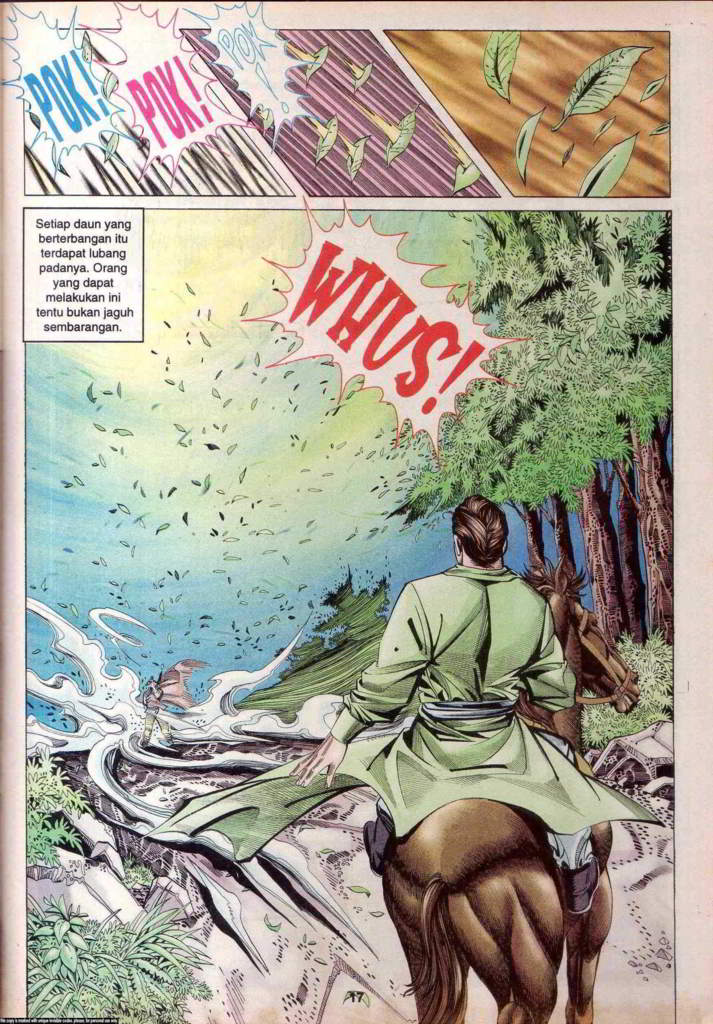 POK!
POK!
POK!
Setiap daun yang
berterbangan itu
terdapat lubang
padanya. Orang
yang dapat
melakukan ini
tentu bukan jaguh
sembarangan.
WHUS!
17